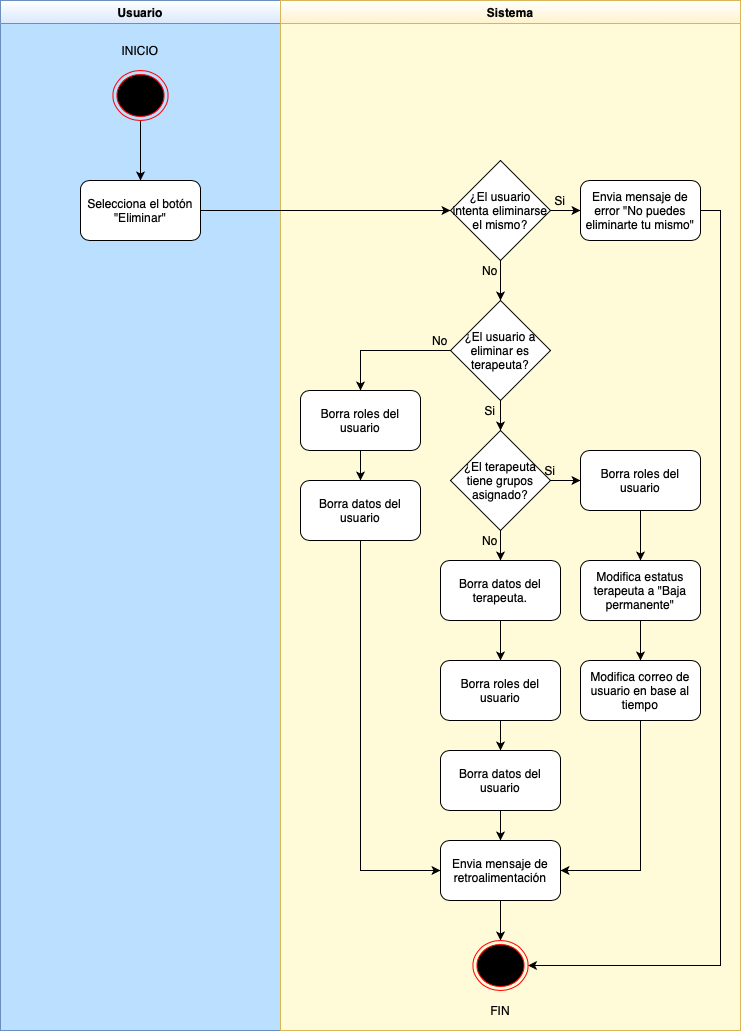 Usuario
Sistema
INICIO
Selecciona el botón
"Eliminar"
¿El usuario
intenta eliminarse
el mismo?
Si
Envia mensaje de
error "No puedes
eliminarte tu mismo"
No
¿El usuario a
eliminar es
terapeuta?
No
Si
Borra roles del
usuario
Borra datos del
usuario
¿El terapeuta
tiene grupos
asignado?
Si
Borra roles del
usuario
No
Borra datos del
terapeuta.
Modifica estatus
terapeuta a "Baja
permanente"
Borra roles del
usuario
Modifica correo de
usuario en base al
tiempo
Borra datos del
usuario
Envia mensaje de
retroalimentación
FIN